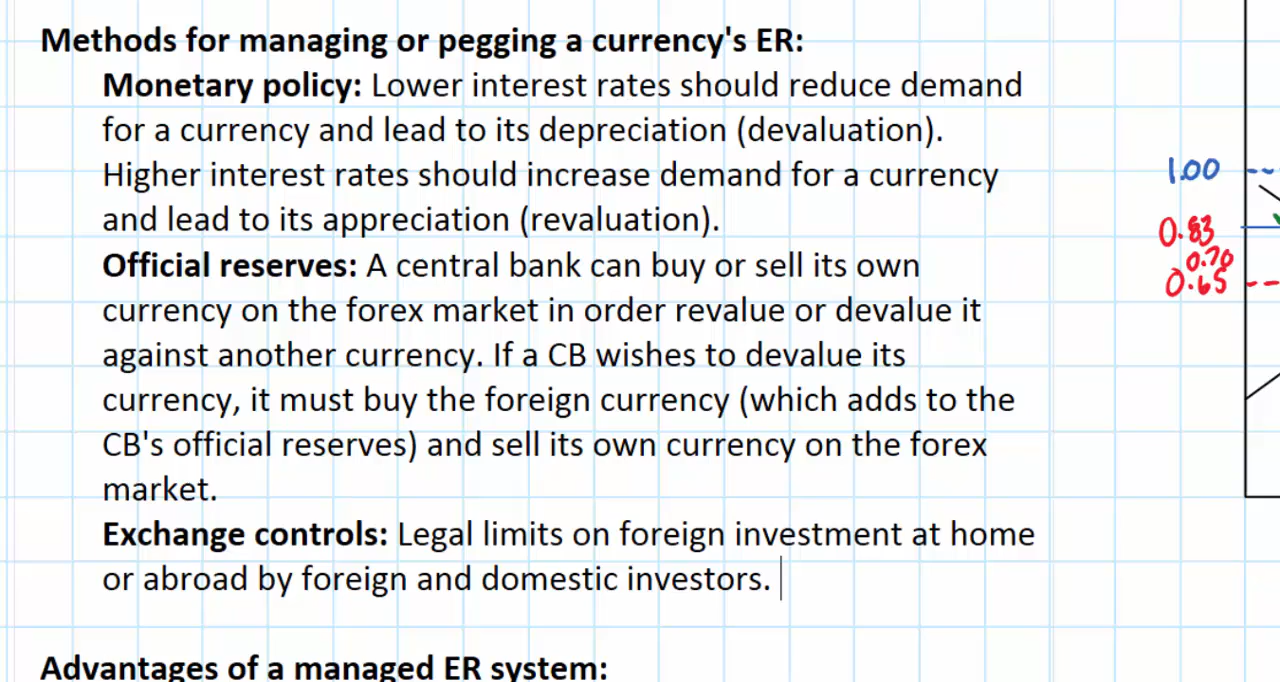 Methods for managing or pegging a currency's ER:
Monetary policy: Lower interest rates should reduce demand
for a currency and lead to its depreciation (devaluation).
Higher interest rates should increase demand for a currency
and lead to its appreciation (revaluation).
Official reserves: A central bank can buy or sell its own
currency on the forex market in order revalue or devalue it
against another currency. If a CB wishes to devalue its
currency, it must buy the foreign currency (which adds to the
CB's official reserves) and sell its own currency on the forex
market.
Exchange controls: Legal limits on foreign investment at home
or abroad by foreign and domestic investors.
Advantages of a managed ER system:
1.00
0.83
0.70
0.65